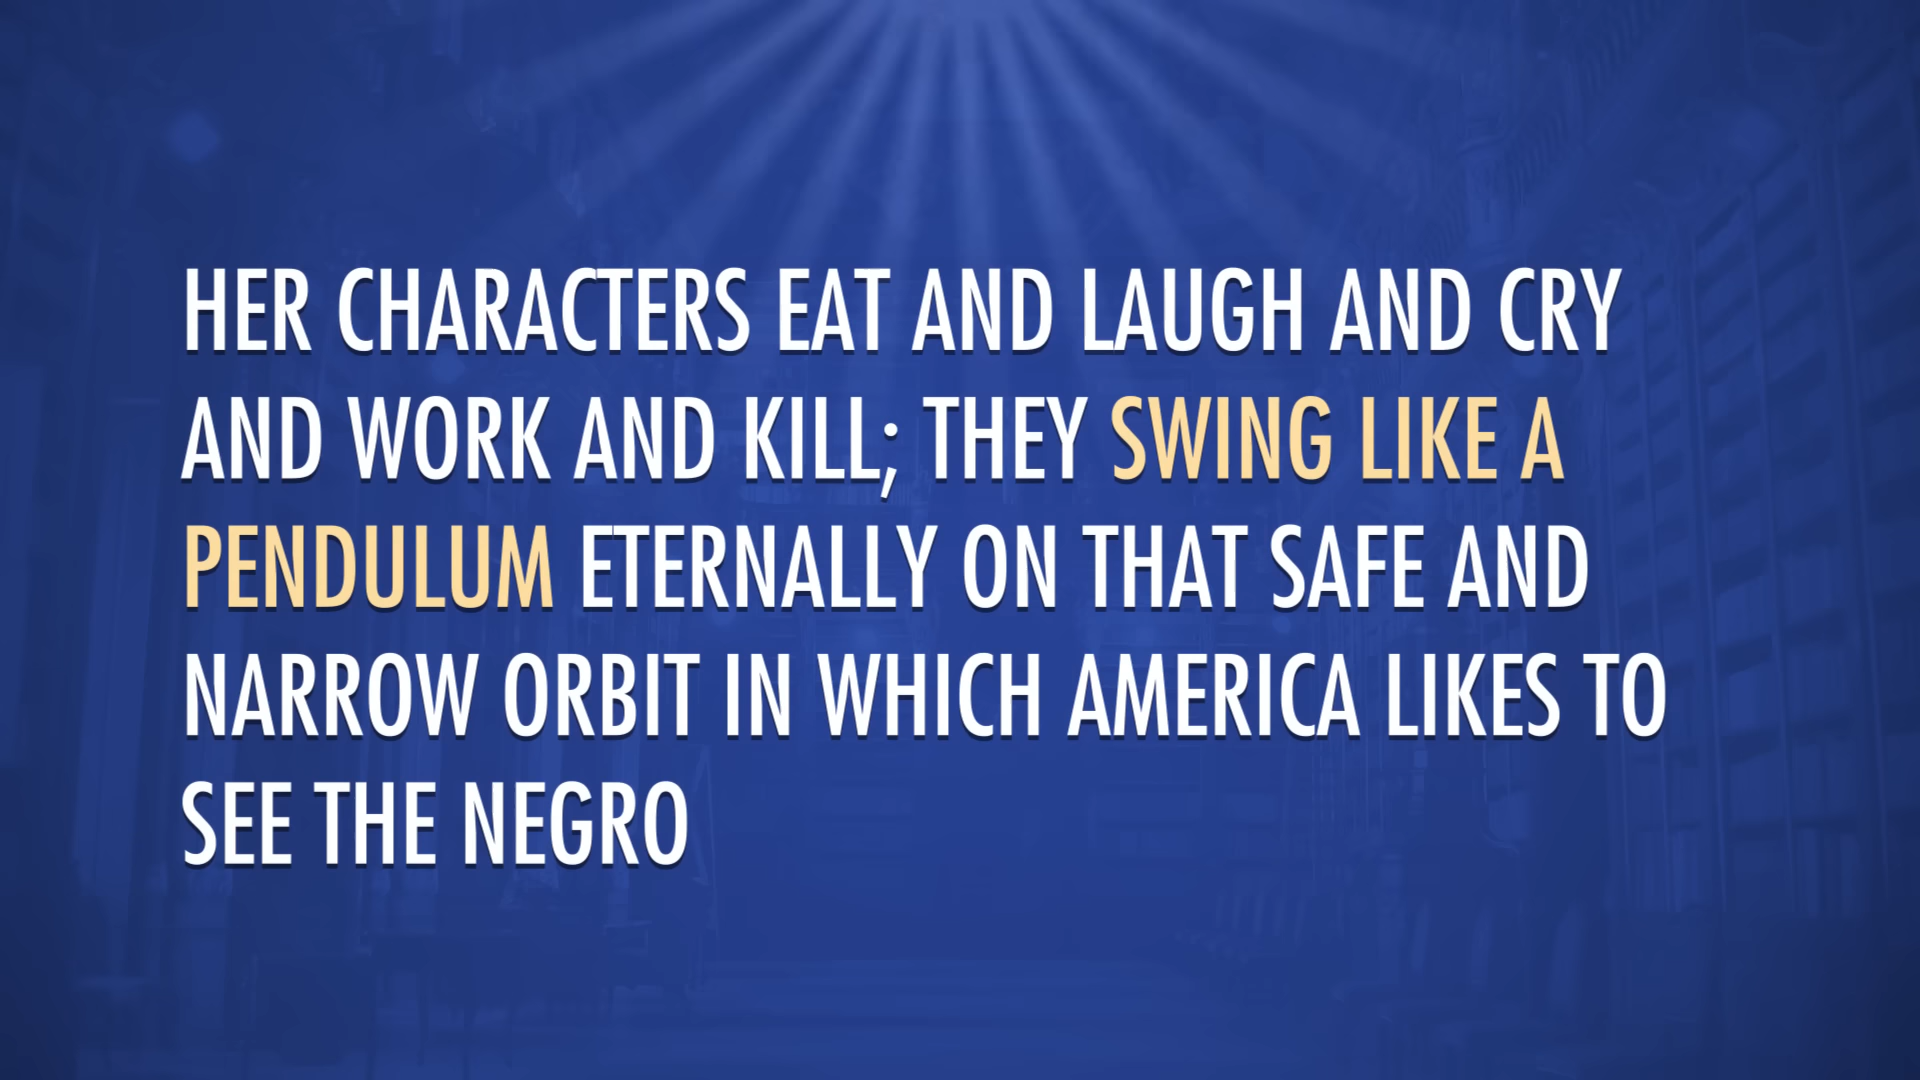 HER CHARACTERS EAT AND LAUGH AND CRY
AND WORK AND KILL; THEY SWING LIKE A
PENDULUM ETERNALLY ON THAT SAFE AND
NARROW ORBIT IN WHICH AMERICA LIKES TO
SEE THE NEGRO